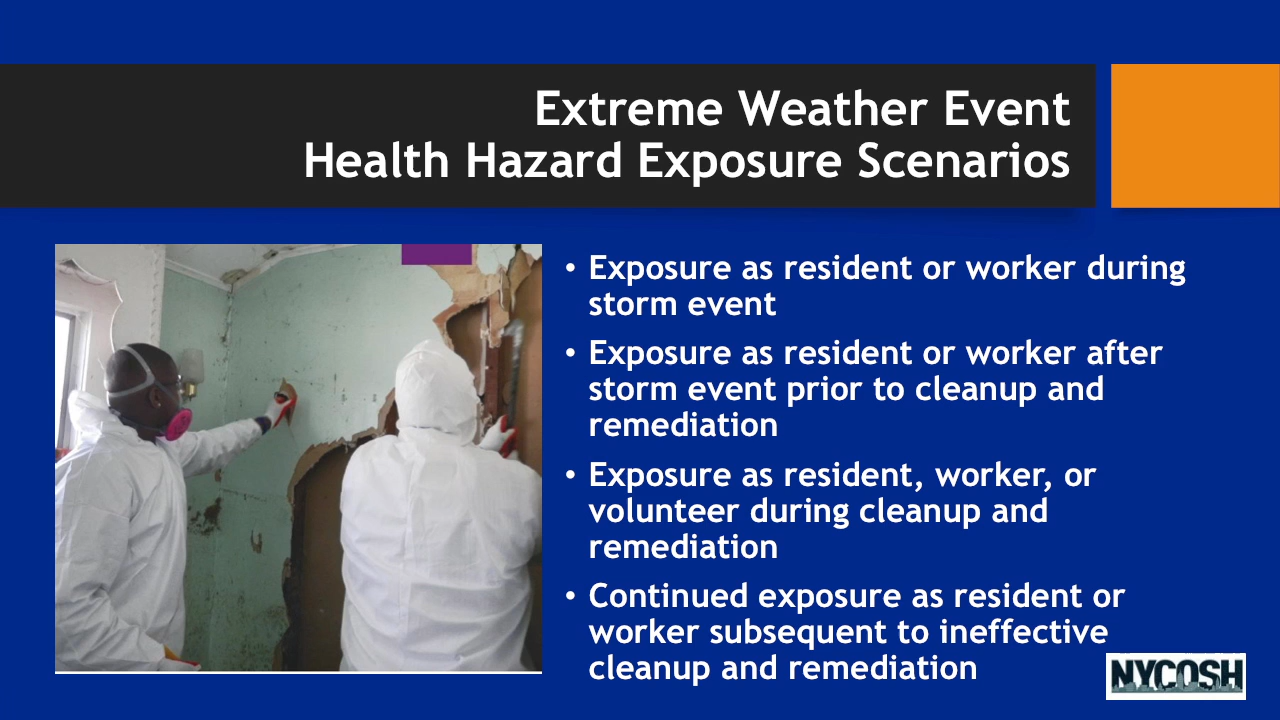 Extreme Weather Event
Health Hazard Exposure Scenarios
• Exposure as resident or worker during
storm event
• Exposure as resident or worker after
storm event prior to cleanup and
remediation
• Exposure as resident, worker, or
volunteer during cleanup and
remediation
• Continued exposure as resident or
worker subsequent to ineffective
cleanup and remediation
NYCOSH